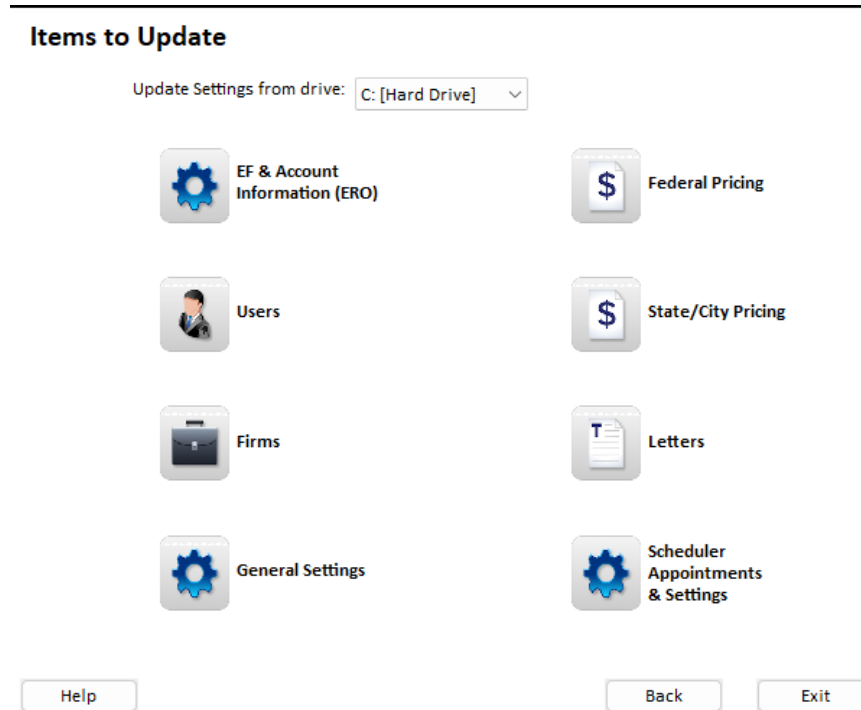 Items to Update
Update Settings from drive: C: [Hard Drive]
EF & Account
Information (ERO)
$
Federal Pricing
Users
$
State/City Pricing
Firms
T
Letters
General Settings
Scheduler
Appointments
& Settings
Help
Back
Exit